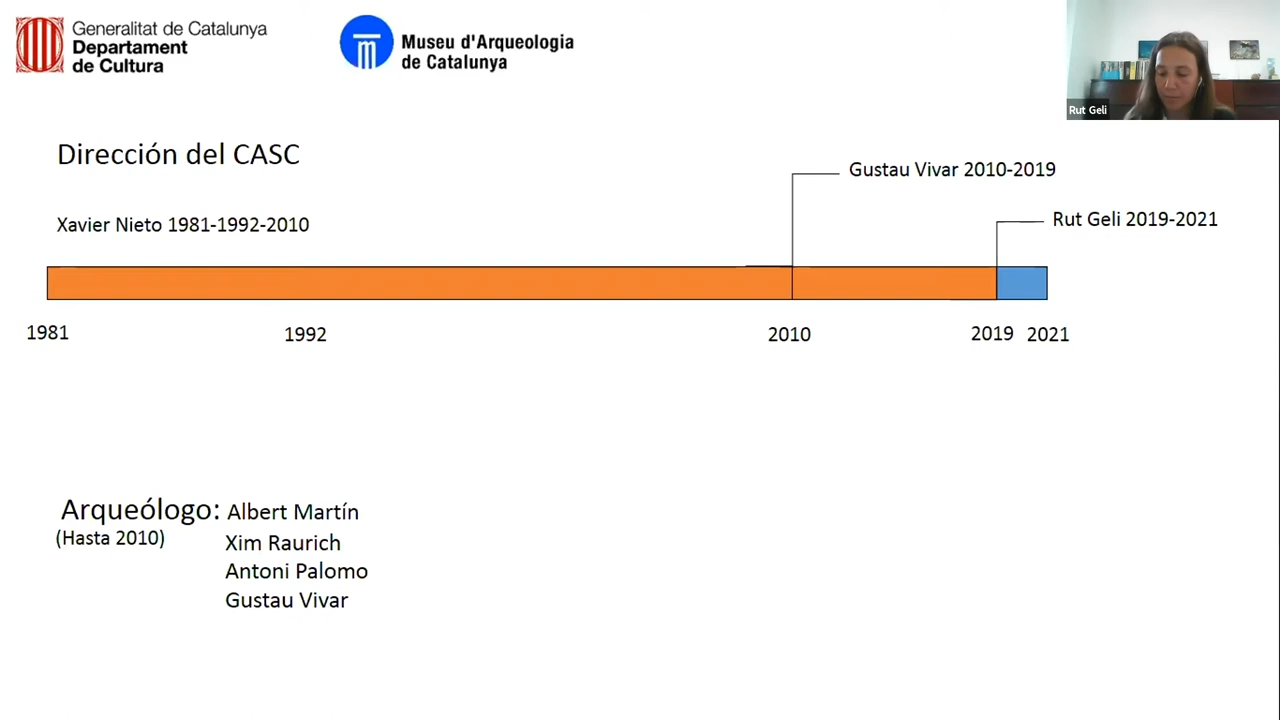 Generalitat de Catalunya
Departament
de Cultura
Museu d'Arqueologia
de Catalunya
Rut Geli
Dirección del CASC
Gustau Vivar 2010-2019
Xavier Nieto 1981-1992-2010
Rut Geli 2019-2021
1981
1992
2010
2019
2021
Arqueólogo: Albert Martín
(Hasta 2010)
Xim Raurich
Antoni Palomo
Gustau Vivar